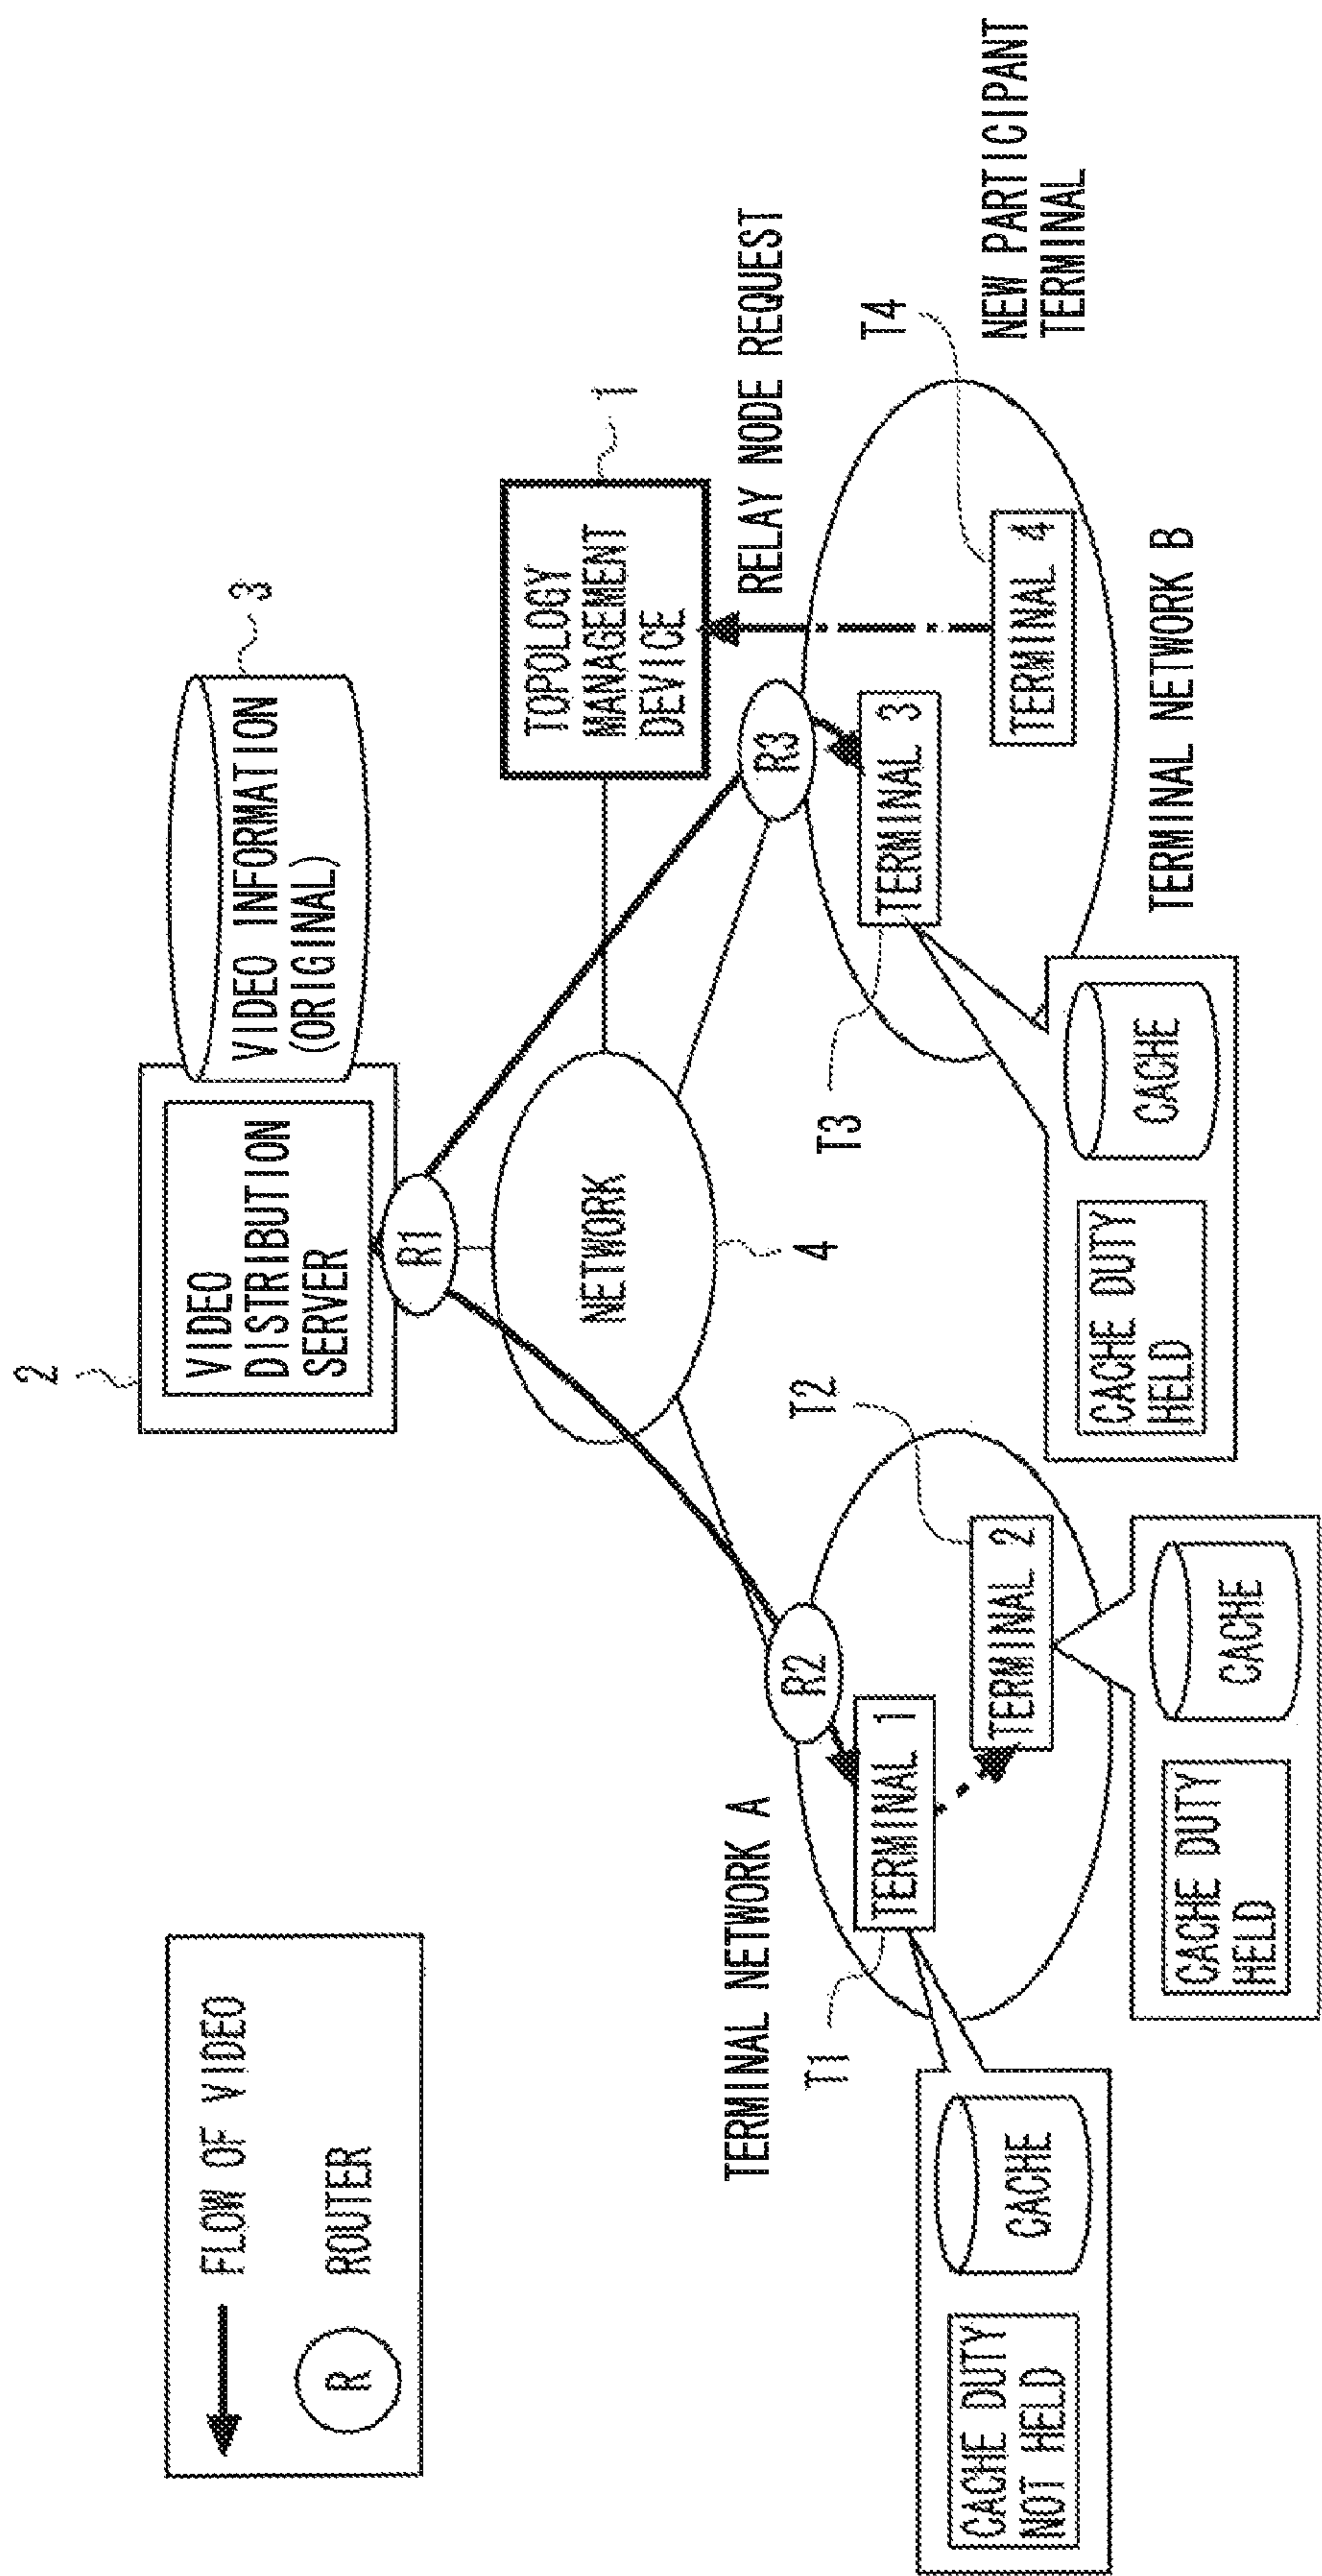 FLOW OF VIDEO
R
ROUTER
2
VIDEO
DISTRIBUTION
SERVER
3
VIDEO INFORMATION
(ORIGINAL)
R1
NETWORK
4
TOPOLOGY
MANAGEMENT
DEVICE
1
RELAY NODE REQUEST
TERMINAL NETWORK A
R2
T1
TERMINAL 1
T2
TERMINAL 2
CACHE DUTY
NOT HELD
CACHE
CACHE DUTY
HELD
CACHE
R3
T3
TERMINAL 3
T4
TERMINAL 4
NEW PARTICIPANT
TERMINAL
TERMINAL NETWORK B
CACHE DUTY
HELD
CACHE